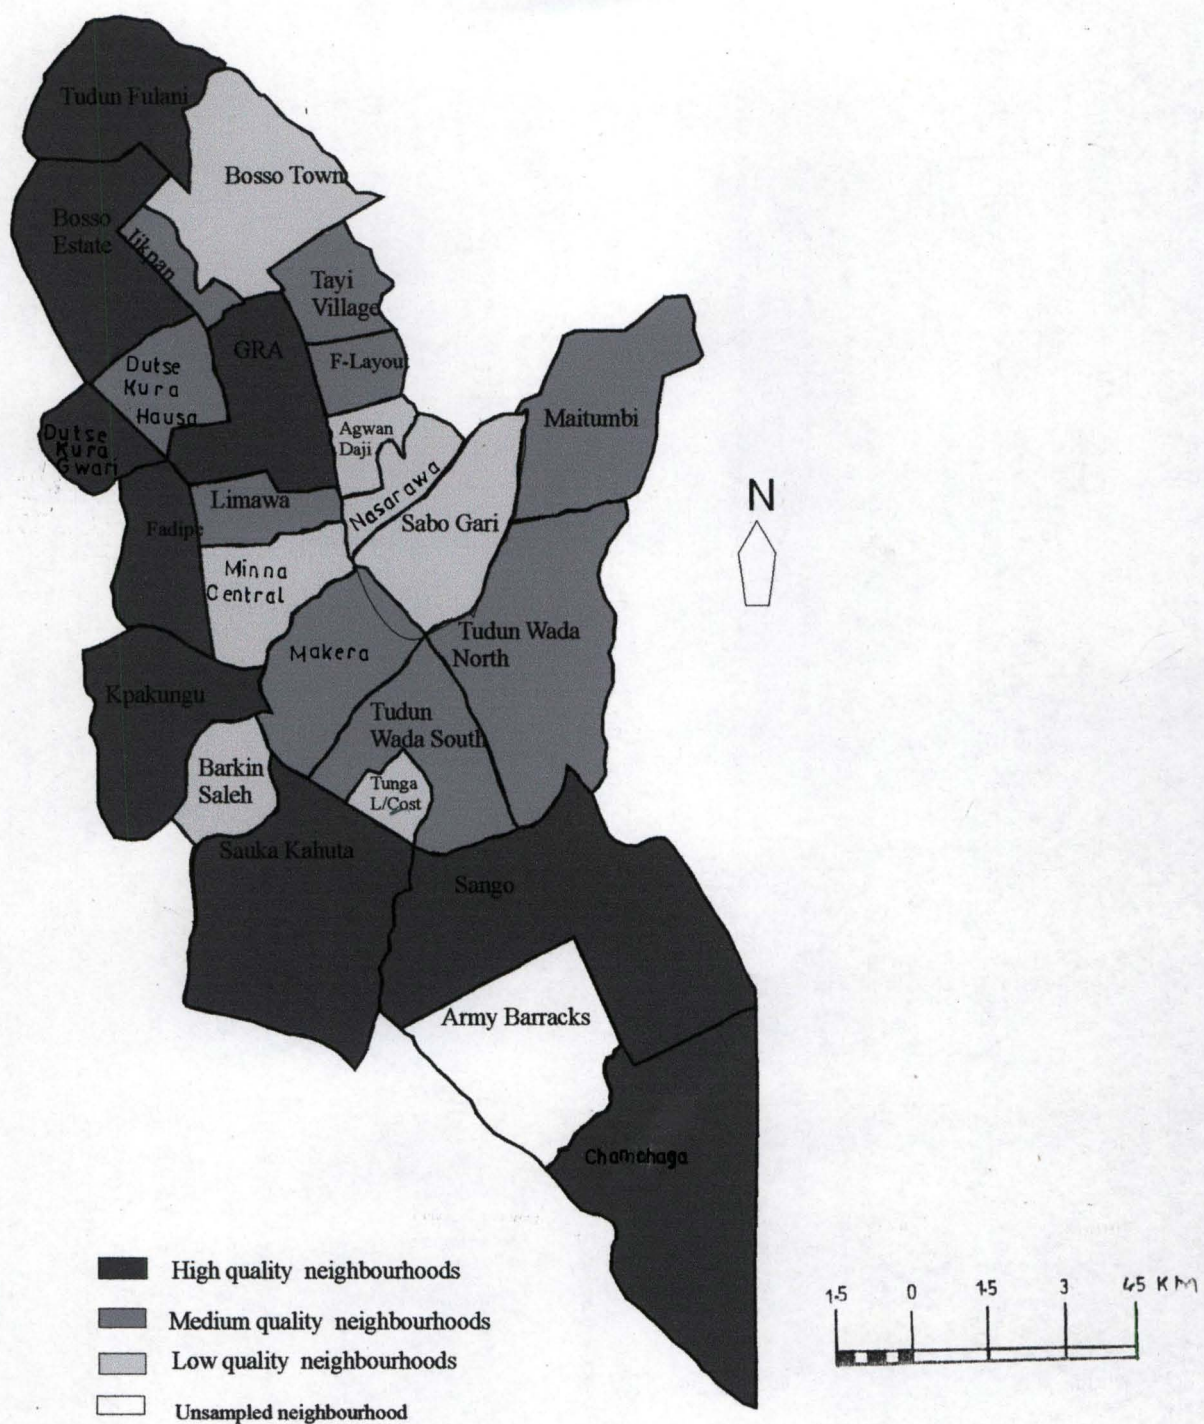 Tudun Fulani
Bosso Town
Bosso
Estate
Jikpan
Tayi
Village
GRA
F-Layout
Dutse
Kura
Hausa
Maitumbi
Dutse
Kura
Gwari
Agwan
Daji
Nasarawa
Limawa
Sabo Gari
Fadipe
N
Minna
Central
Makera
Tudun Wada
North
Kpakungu
Tudun
Wada South
Barkin
Saleh
Tunga
L/Cost
Sauka Kahuta
Sango
Army Barracks
Chamchaga
High quality neighbourhoods
Medium quality neighbourhoods
Low quality neighbourhoods
Unsampled neighbourhood
1.5 0 1.5 3 4.5 KM